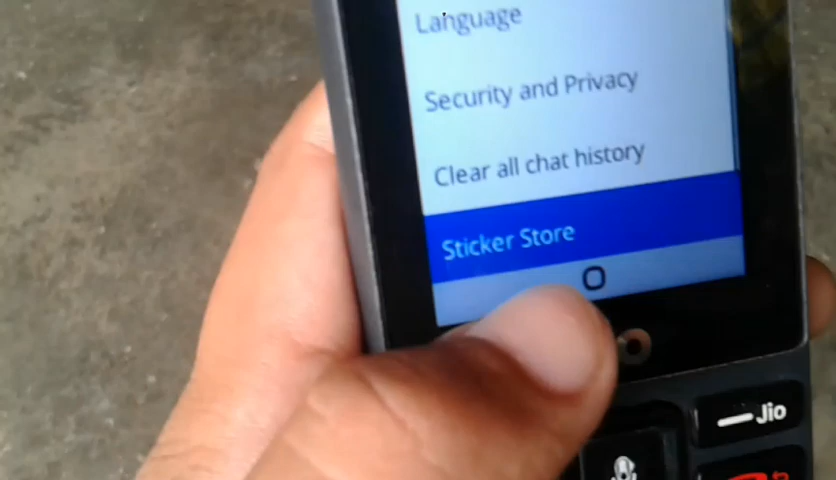 Language
Security and Privacy
Clear all chat history
Sticker Store
Jio